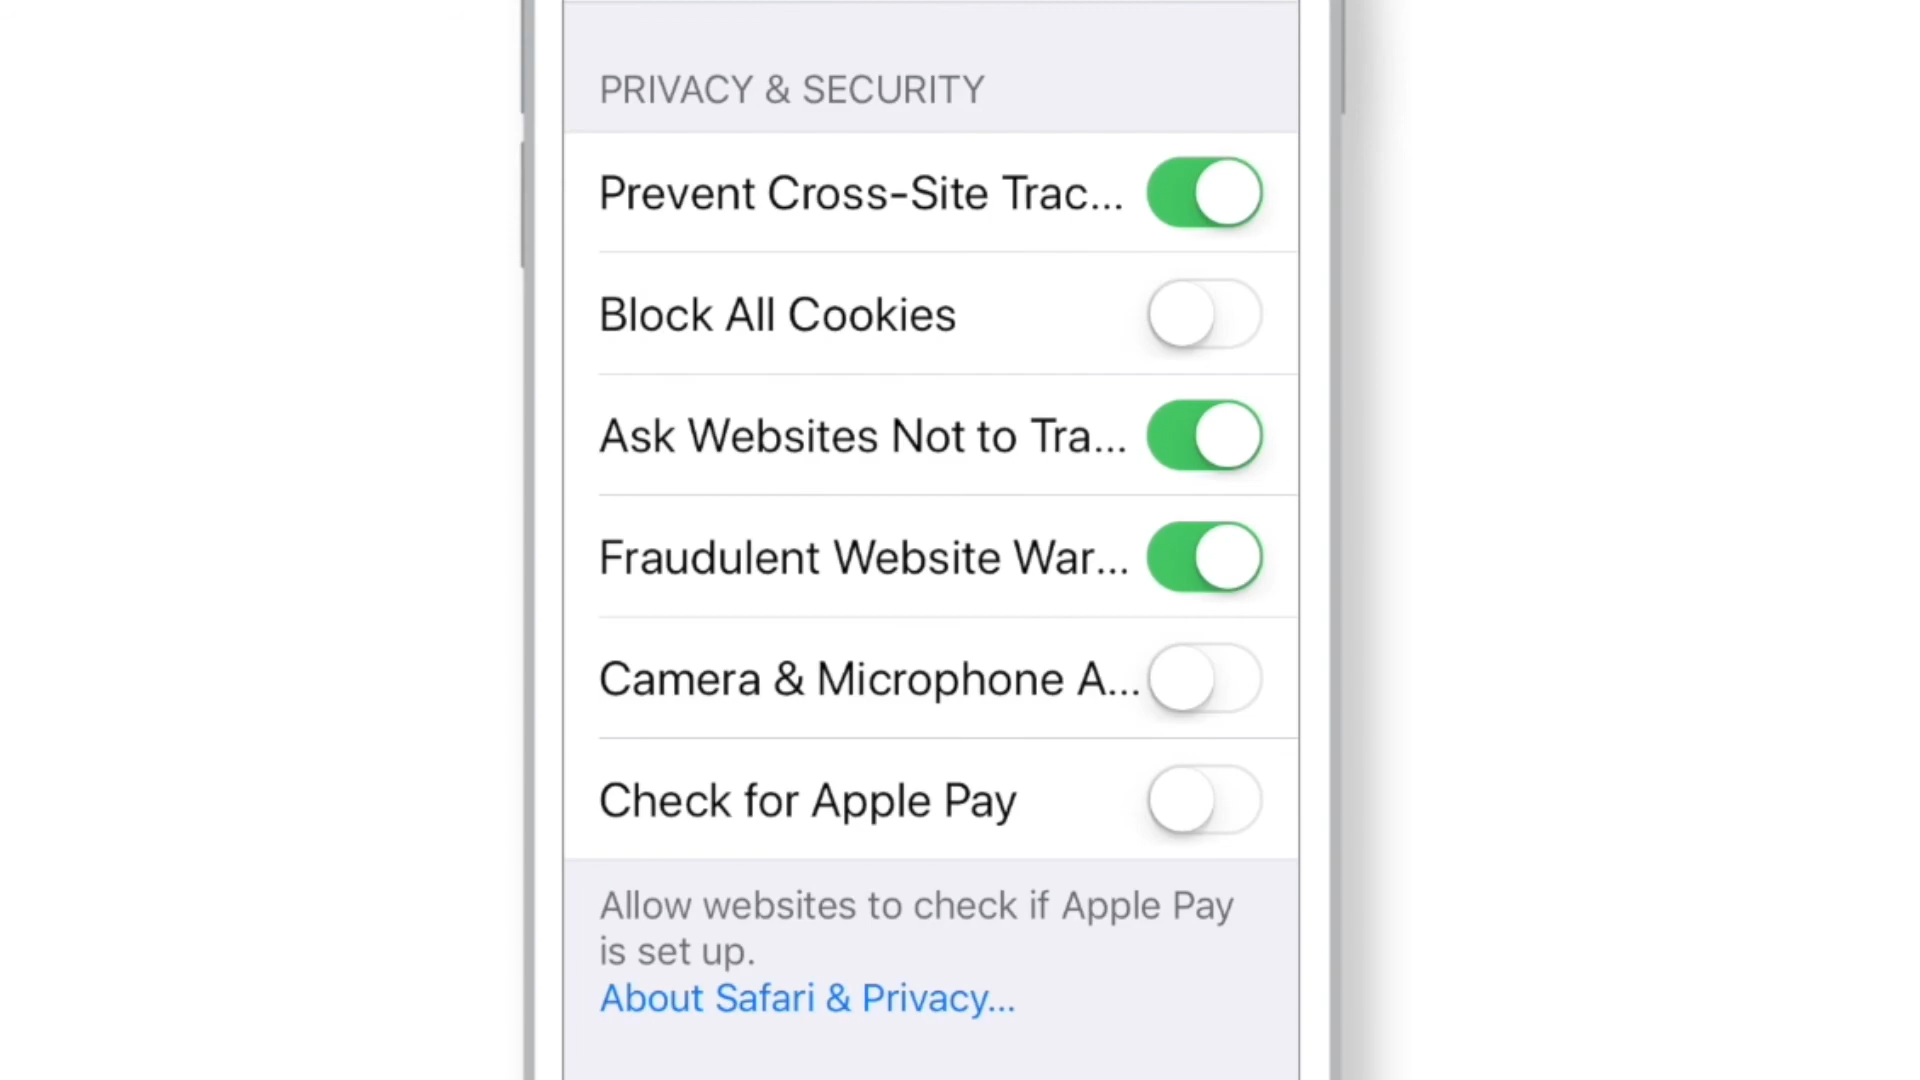 PRIVACY & SECURITY
Prevent Cross-Site Trac...
Block All Cookies
Ask Websites Not to Tra...
Fraudulent Website War...
Camera & Microphone A...
Check for Apple Pay
Allow websites to check if Apple Pay
is set up.
About Safari & Privacy...